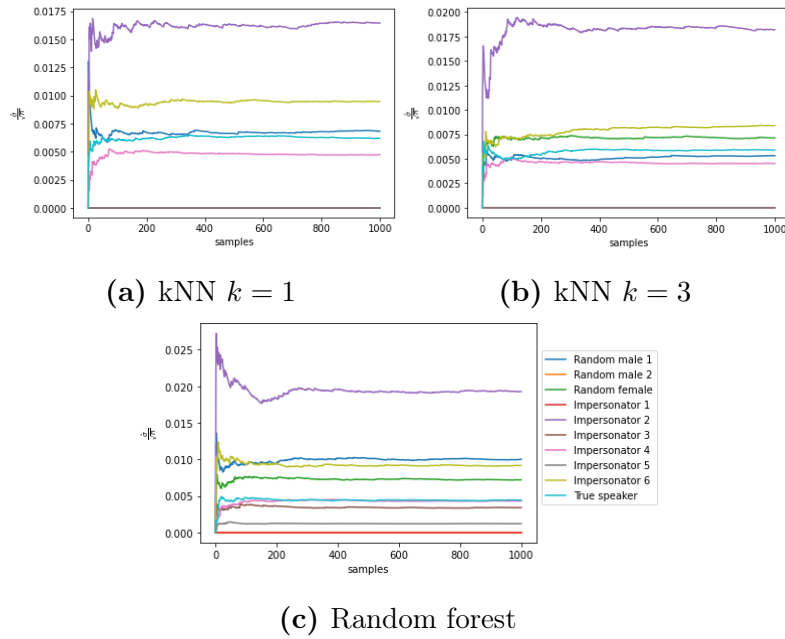 0.0175
0.0150
0.0125
0.0100
0.0075
0.0050
0.0025
0.0000
0 200 400 600 800 1000
samples
0.0200
0.0175
0.0150
0.0125
0.0100
0.0075
0.0050
0.0025
0.0000
0 200 400 600 800 1000
samples
(a) kNN k = 1
(b) kNN k = 3
0.025
0.020
0.015
0.010
0.005
0.000
0 200 400 600 800 1000
samples
Random male 1
Random male 2
Random female
Impersonator 1
Impersonator 2
Impersonator 3
Impersonator 4
Impersonator 5
Impersonator 6
True speaker
(c) Random forest